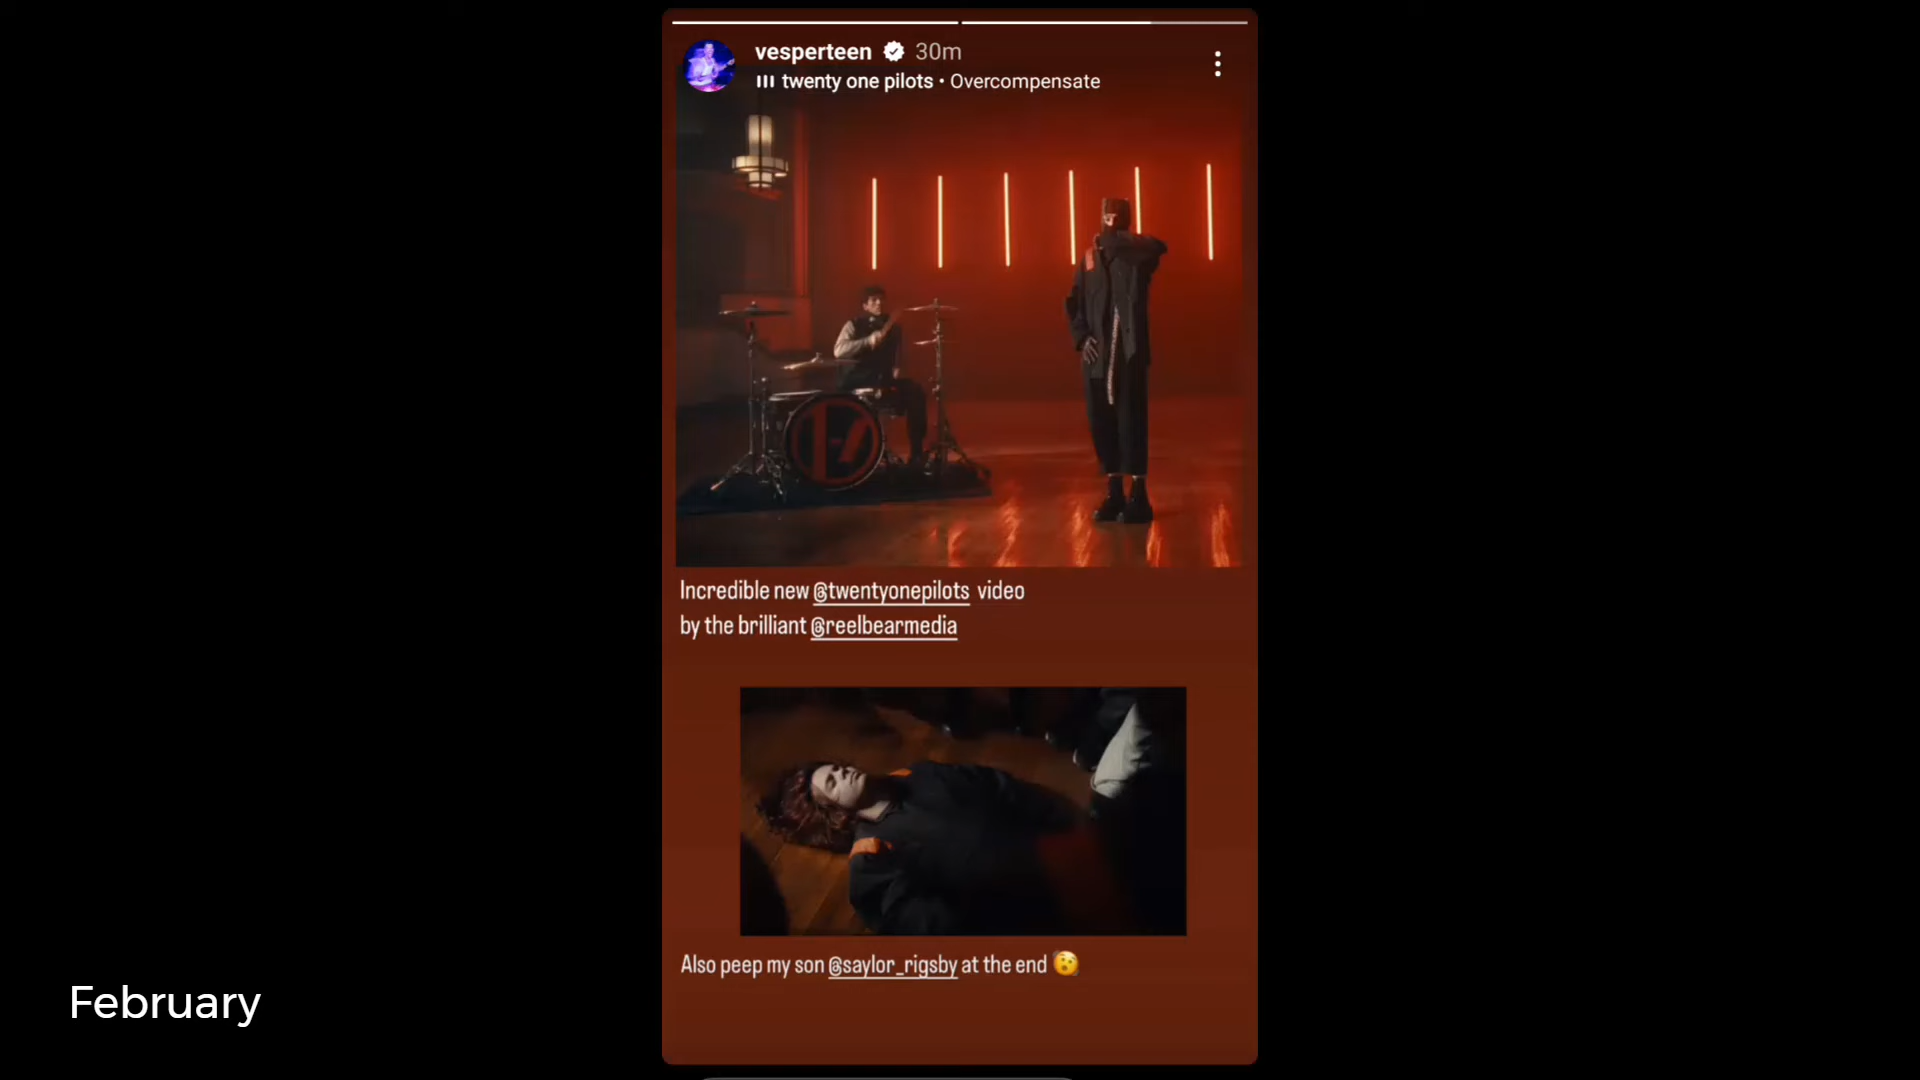 vesperteen 30m
twenty one pilots • Overcompensate
Incredible new @twentyonepilots video
by the brilliant @reelbearmedia
Also peep my son @saylor_rigsby at the end 🫨
February